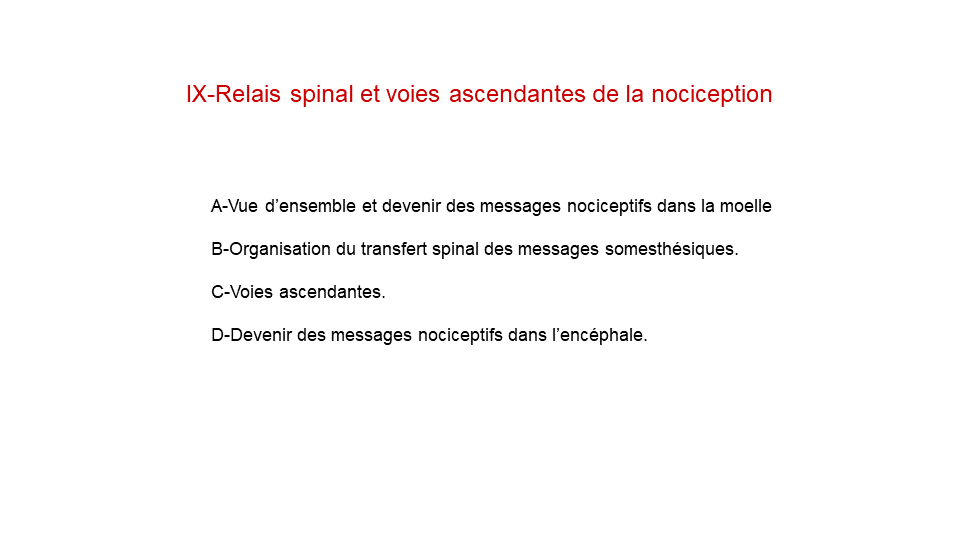 IX-Relais spinal et voies ascendantes de la nociception
A-Vue d’ensemble et devenir des messages nociceptifs dans la moelle
B-Organisation du transfert spinal des messages somesthésiques.
C-Voies ascendantes.
D-Devenir des messages nociceptifs dans l’encéphale.